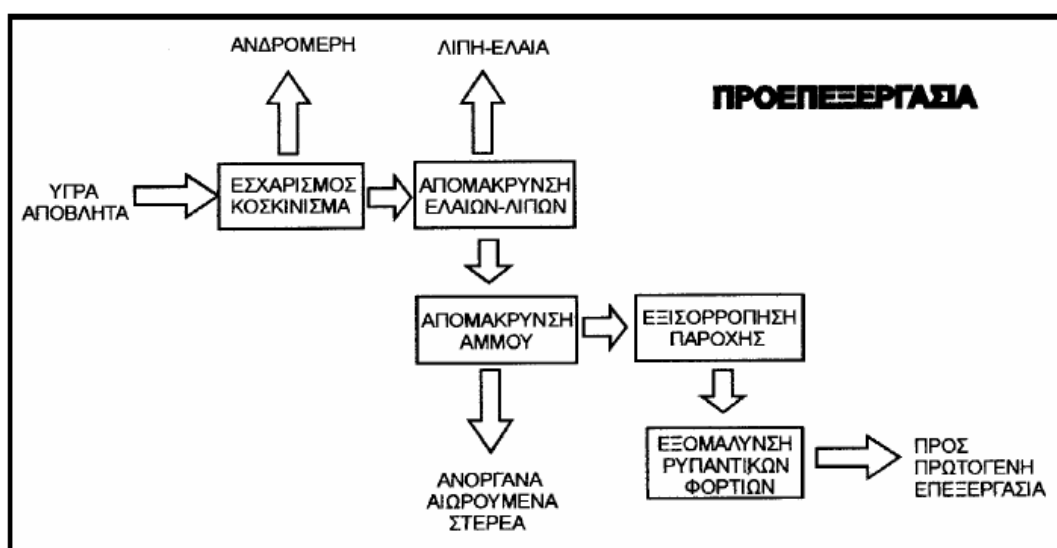 ΑΝΔΡΟΜΕΡΗ
ΛΙΠΗ-ΕΛΑΙΑ
ΠΡΟΕΠΕΞΕΡΓΑΣΙΑ
ΥΓΡΑ
ΑΠΟΒΛΗΤΑ
ΕΣΧΑΡΙΣΜΟΣ
ΚΟΣΚΙΝΙΣΜΑ
ΑΠΟΜΑΚΡΥΝΣΗ
ΕΛΑΙΩΝ-ΛΙΠΩΝ
ΑΠΟΜΑΚΡΥΝΣΗ
ΑΜΜΟΥ
ΕΞΙΣΟΡΡΟΠΗΣΗ
ΠΑΡΟΧΗΣ
ΑΝΟΡΓΑΝΑ
ΑΙΩΡΟΥΜΕΝΑ
ΣΤΕΡΕΑ
ΕΞΟΜΑΛΥΝΣΗ
ΡΥΠΑΝΤΙΚΩΝ
ΦΟΡΤΙΩΝ
ΠΡΟΣ
ΠΡΩΤΟΓΕΝΗ
ΕΠΕΞΕΡΓΑΣΙΑ